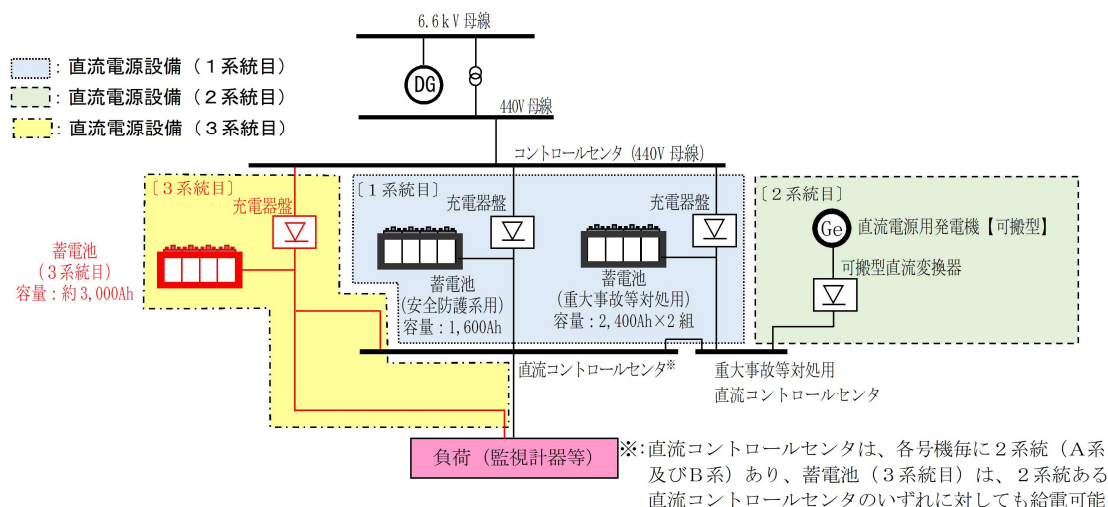 6.6kV 母線
DG
440V 母線
コントロールセンタ (440V 母線)
：直流電源設備（１系統目）
：直流電源設備（２系統目）
：直流電源設備（３系統目）
〔３系統目〕
充電器盤
蓄電池
（３系統目）
容量：約3,000Ah
〔１系統目〕
充電器盤
蓄電池
(安全防護系用)
容量：1,600Ah
充電器盤
蓄電池
(重大事故等対処用)
容量：2,400Ah×２組
〔２系統目〕
Ge
直流電源用発電機【可搬型】
可搬型直流変換器
直流コントロールセンタ※
重大事故等対処用
直流コントロールセンタ
負荷（監視計器等）
※：直流コントロールセンタは、各号機毎に２系統（Ａ系
及びＢ系）あり、蓄電池（３系統目）は、２系統ある
直流コントロールセンタのいずれに対しても給電可能